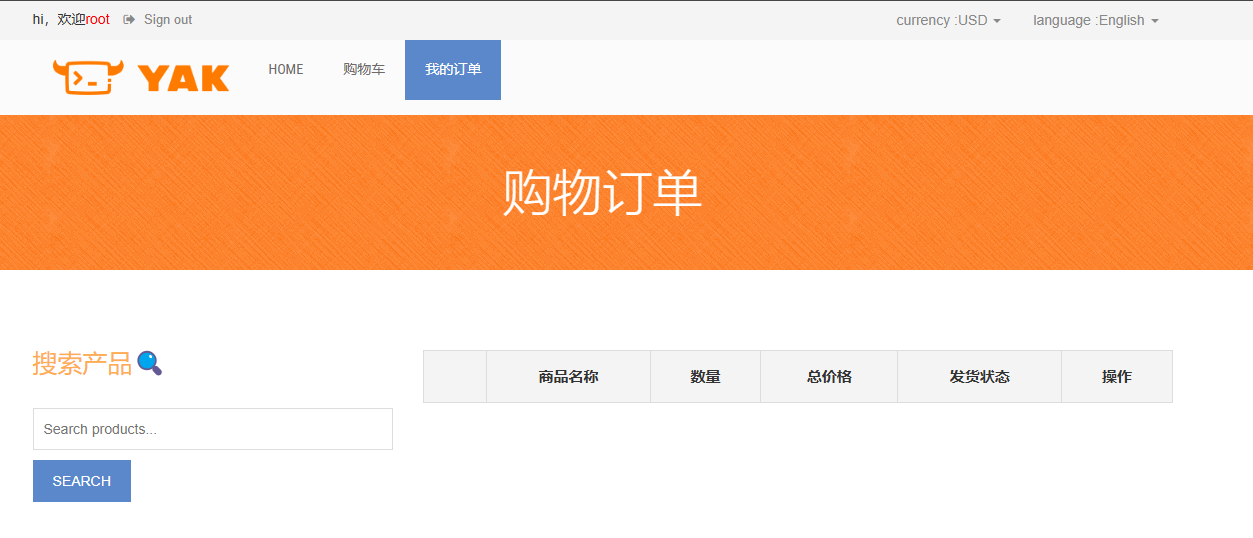 hi，欢迎root Sign out currency :USD language :English
YAK HOME 购物车 我的订单
购物订单
搜索产品
商品名称 数量 总价格 发货状态 操作
Search products...
SEARCH